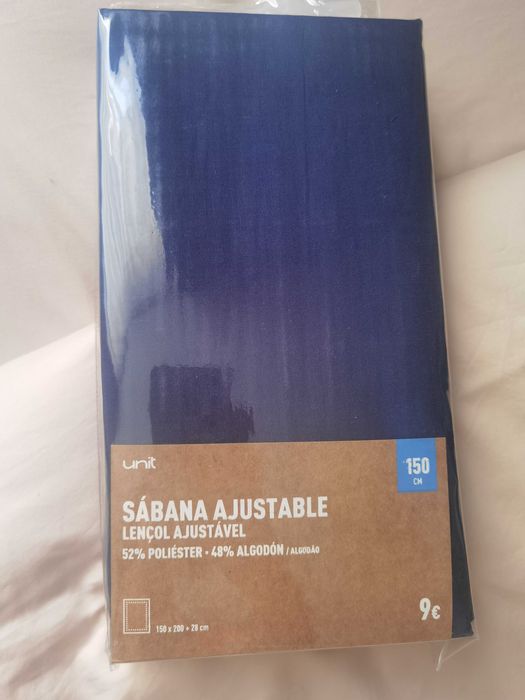 unit
150
CM
SÁBANA AJUSTABLE
LENÇOL AJUSTÁVEL
52% POLIÉSTER • 48% ALGODÓN / ALGODÃO
150 x 200 + 28 cm
9€